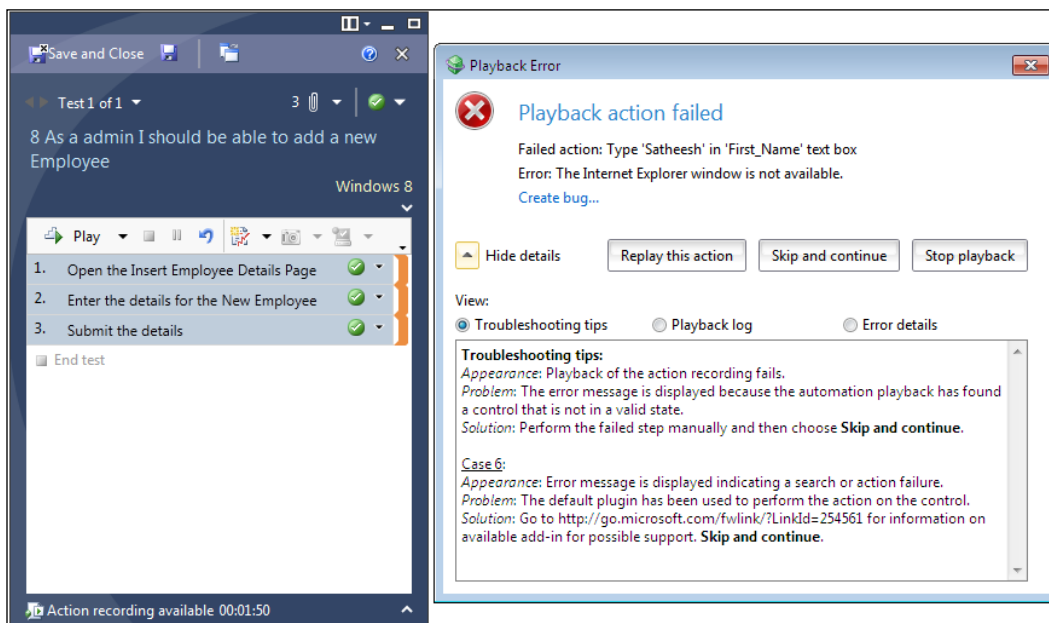 Save and Close
Test 1 of 1
3
8 As a admin I should be able to add a new
Employee
Windows 8
Play
1. Open the Insert Employee Details Page
2. Enter the details for the New Employee
3. Submit the details
End test
Action recording available 00:01:50
Playback Error
Playback action failed
Failed action: Type 'Satheesh' in 'First_Name' text box
Error: The Internet Explorer window is not available.
Create bug...
Hide details
Replay this action
Skip and continue
Stop playback
View:
Troubleshooting tips
Playback log
Error details
Troubleshooting tips:
Appearance: Playback of the action recording fails.
Problem: The error message is displayed because the automation playback has found
a control that is not in a valid state.
Solution: Perform the failed step manually and then choose Skip and continue.
Case 6:
Appearance: Error message is displayed indicating a search or action failure.
Problem: The default plugin has been used to perform the action on the control.
Solution: Go to http://go.microsoft.com/fwlink/?LinkId=254561 for information on
available add-in for possible support. Skip and continue.